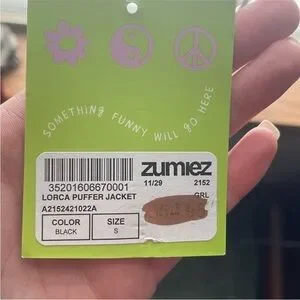 SOMETHING FUNNY WILL GO HERE
zumiez
35201606670001
11/29 2152
LORCA PUFFER JACKET
GRL
A2152421022A
COLOR
BLACK
SIZE
S